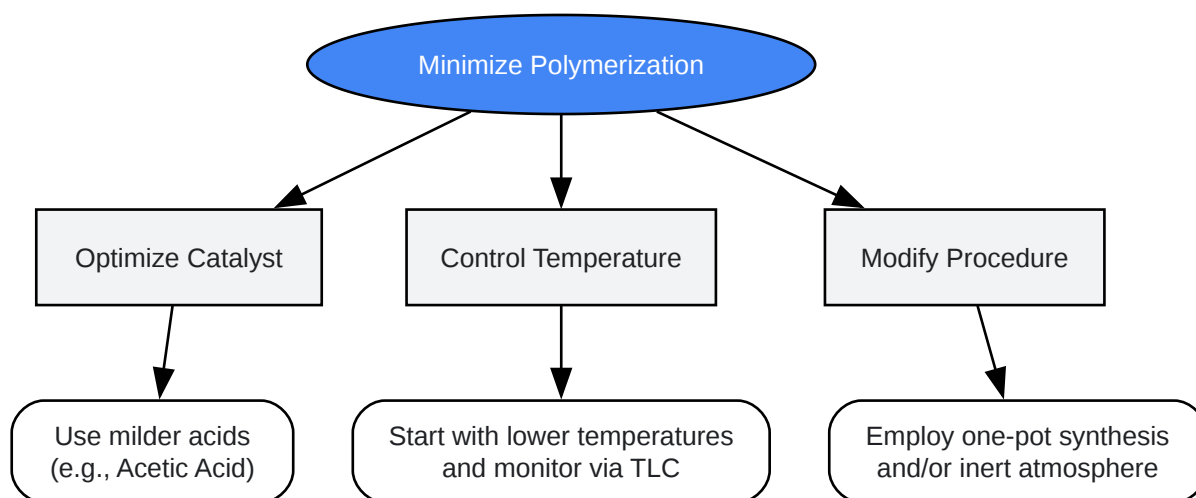 Minimize Polymerization
Optimize Catalyst
Control Temperature
Modify Procedure
Use milder acids
(e.g., Acetic Acid)
Start with lower temperatures
and monitor via TLC
Employ one-pot synthesis
and/or inert atmosphere